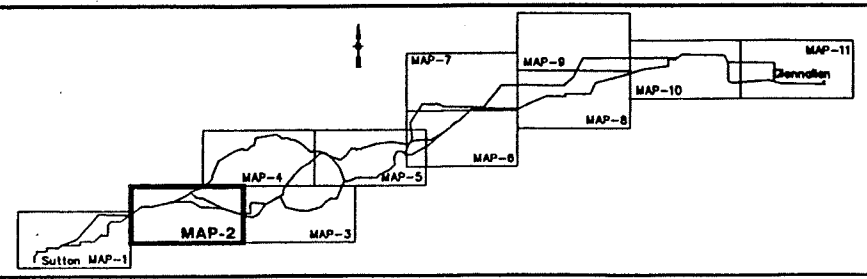 MAP-11
MAP-7
MAP-9
Glennallen
MAP-10
MAP-8
MAP-6
MAP-4
MAP-5
MAP-2
MAP-3
Sutton MAP-1